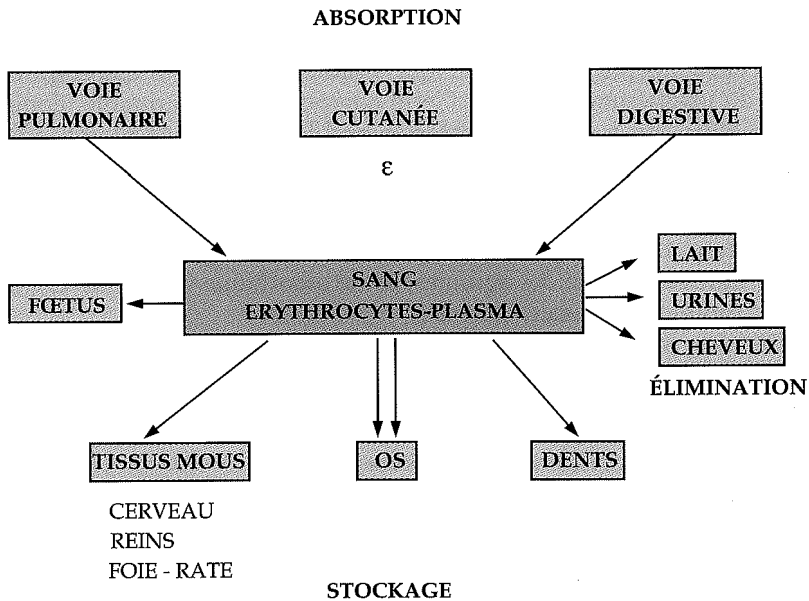 ABSORPTION
VOIE
PULMONAIRE
VOIE
CUTANÉE
VOIE
DIGESTIVE
ε
SANG
ERYTHROCYTES-PLASMA
FŒTUS
LAIT
URINES
CHEVEUX
ÉLIMINATION
TISSUS MOUS
OS
DENTS
CERVEAU
REINS
FOIE - RATE
STOCKAGE